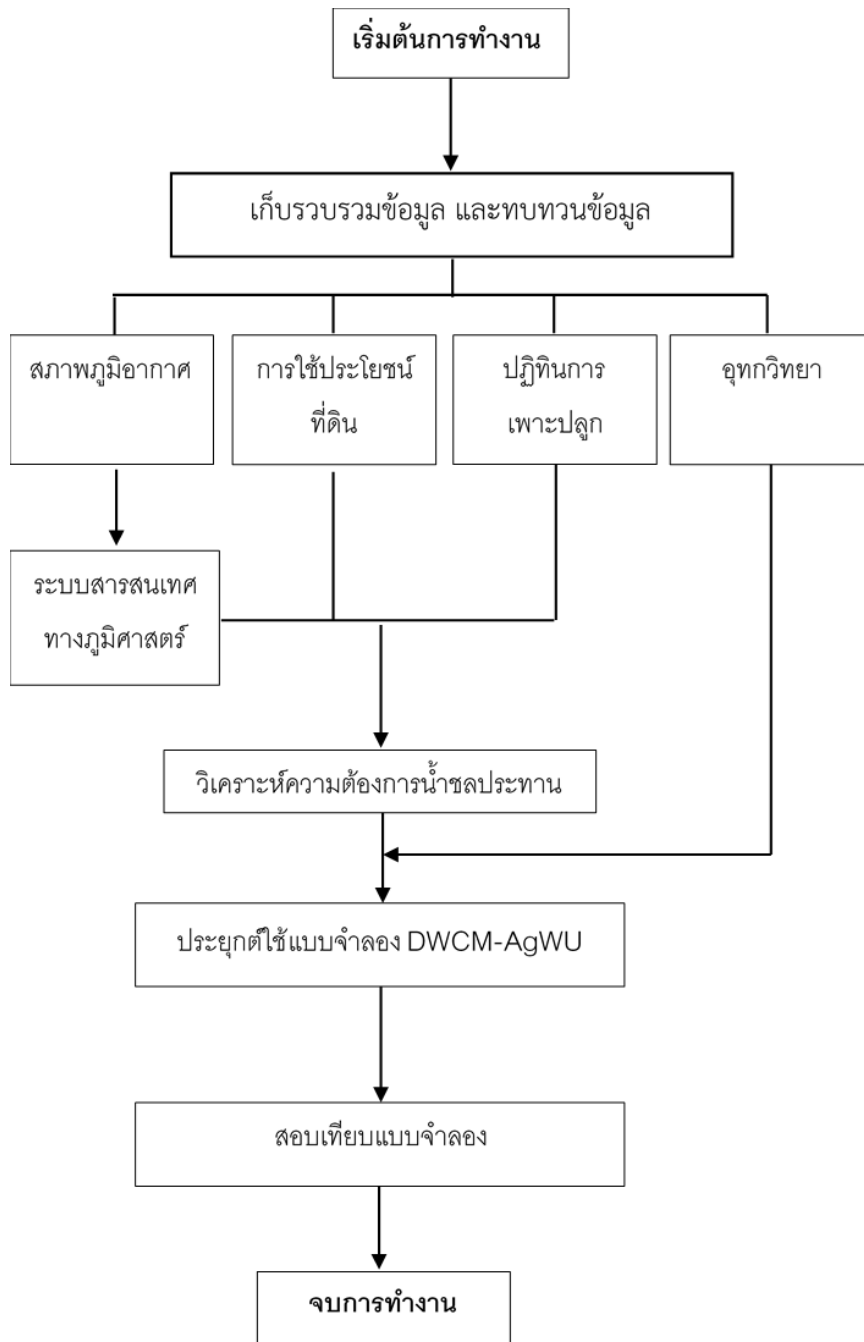 เริ่มต้นการทำงาน
เก็บรวบรวมข้อมูล และทบทวนข้อมูล
สภาพภูมิอากาศ
การใช้ประโยชน์
ที่ดิน
ปฏิทินการ
เพาะปลูก
อุทกวิทยา
ระบบสารสนเทศ
ทางภูมิศาสตร์
วิเคราะห์ความต้องการน้ำชลประทาน
ประยุกต์ใช้แบบจำลอง DWCM-AgWU
สอบเทียบแบบจำลอง
จบการทำงาน